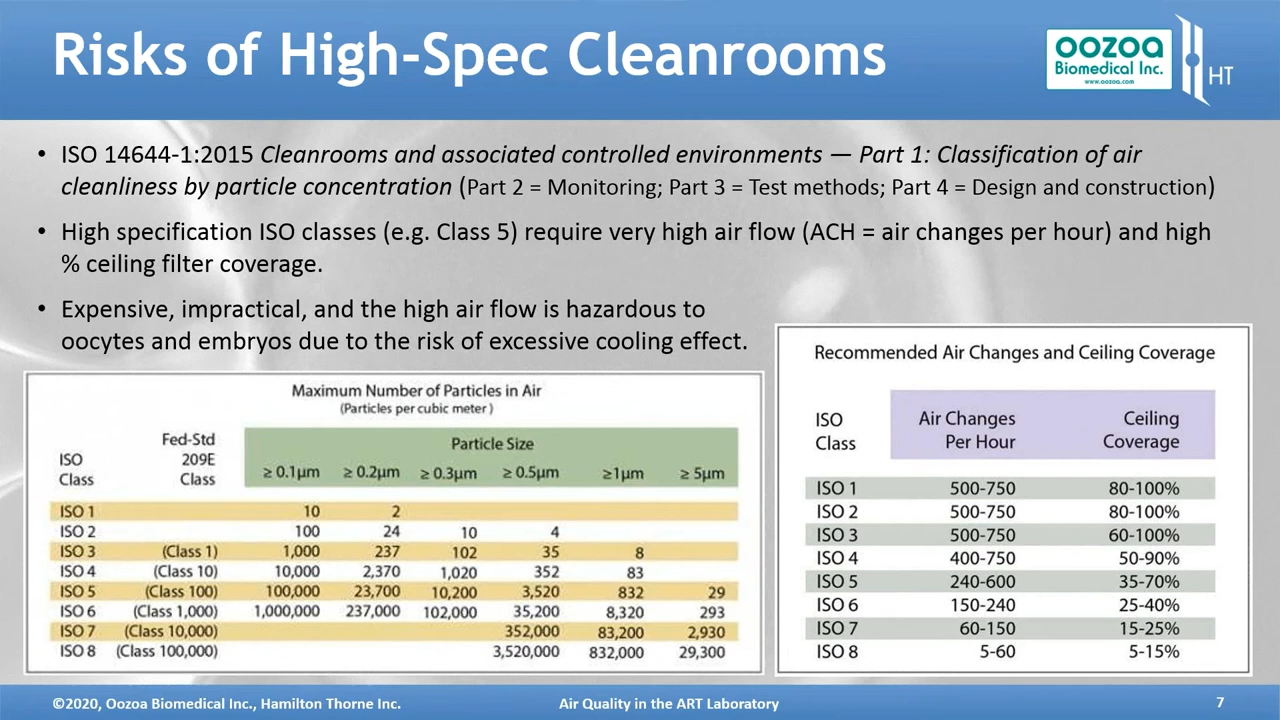 Risks of High-Spec Cleanrooms
oozoa
Biomedical Inc.
www.oozoa.com
HT
• ISO 14644-1:2015 Cleanrooms and associated controlled environments — Part 1: Classification of air
cleanliness by particle concentration (Part 2 = Monitoring; Part 3 = Test methods; Part 4 = Design and construction)
• High specification ISO classes (e.g. Class 5) require very high air flow (ACH = air changes per hour) and high
% ceiling filter coverage.
• Expensive, impractical, and the high air flow is hazardous to
oocytes and embryos due to the risk of excessive cooling effect.
Maximum Number of Particles in Air
(Particles per cubic meter)
ISO Class Fed-Std 209E Class Particle Size
≥ 0.1µm ≥ 0.2µm ≥ 0.3µm ≥ 0.5µm ≥1µm ≥ 5µm
ISO 1 10 2
ISO 2 100 24 10 4
ISO 3 (Class 1) 1,000 237 102 35 8
ISO 4 (Class 10) 10,000 2,370 1,020 352 83
ISO 5 (Class 100) 100,000 23,700 10,200 3,520 832 29
ISO 6 (Class 1,000) 1,000,000 237,000 102,000 35,200 8,320 293
ISO 7 (Class 10,000) 352,000 83,200 2,930
ISO 8 (Class 100,000) 3,520,000 832,000 29,300
Recommended Air Changes and Ceiling Coverage
ISO Class Air Changes Per Hour Ceiling Coverage
ISO 1 500-750 80-100%
ISO 2 500-750 80-100%
ISO 3 500-750 60-100%
ISO 4 400-750 50-90%
ISO 5 240-600 35-70%
ISO 6 150-240 25-40%
ISO 7 60-150 15-25%
ISO 8 5-60 5-15%
©2020, Oozoa Biomedical Inc., Hamilton Thorne Inc.
Air Quality in the ART Laboratory
7